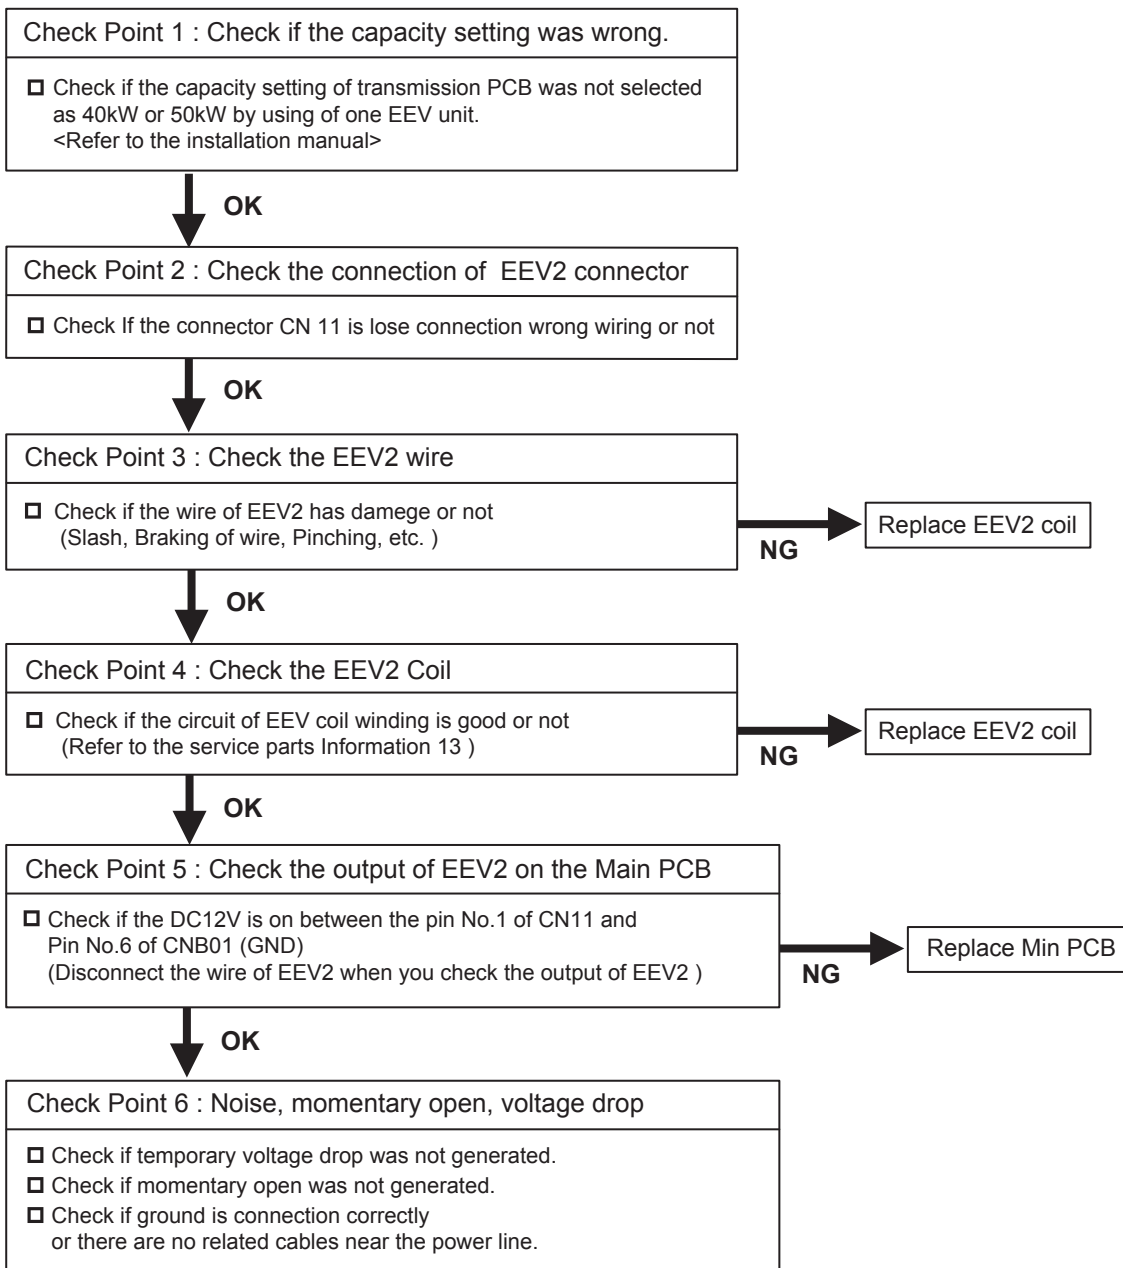 Check Point 1 : Check if the capacity setting was wrong.
Check if the capacity setting of transmission PCB was not selected
as 40kW or 50kW by using of one EEV unit.
<Refer to the installation manual>
OK
Check Point 2 : Check the connection of EEV2 connector
Check If the connector CN 11 is lose connection wrong wiring or not
OK
Check Point 3 : Check the EEV2 wire
Check if the wire of EEV2 has damege or not
(Slash, Braking of wire, Pinching, etc. )
NG
Replace EEV2 coil
OK
Check Point 4 : Check the EEV2 Coil
Check if the circuit of EEV coil winding is good or not
(Refer to the service parts Information 13 )
NG
Replace EEV2 coil
OK
Check Point 5 : Check the output of EEV2 on the Main PCB
Check if the DC12V is on between the pin No.1 of CN11 and
Pin No.6 of CNB01 (GND)
(Disconnect the wire of EEV2 when you check the output of EEV2 )
NG
Replace Min PCB
OK
Check Point 6 : Noise, momentary open, voltage drop
Check if temporary voltage drop was not generated.
Check if momentary open was not generated.
Check if ground is connection correctly
or there are no related cables near the power line.